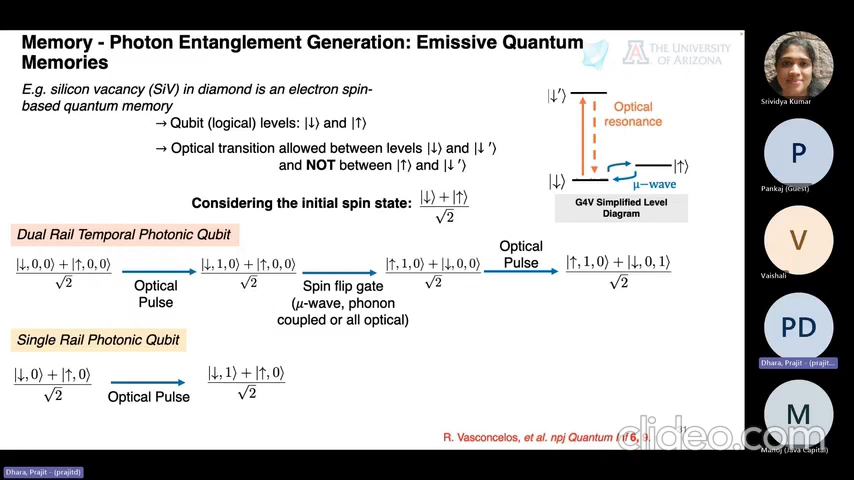 Memory - Photon Entanglement Generation: Emissive Quantum
Memories
THE UNIVERSITY
OF ARIZONA
E.g. silicon vacancy (SiV) in diamond is an electron spin-
based quantum memory
→ Qubit (logical) levels: |↓⟩ and |↑⟩
→ Optical transition allowed between levels |↓⟩ and |↓′⟩
and NOT between |↑⟩ and |↓′⟩
|↓′⟩
Optical
resonance
|↑⟩
|↓⟩
μ−wave
G4V Simplified Level
Diagram
Considering the initial spin state: (|↓⟩ + |↑⟩)/√2
Dual Rail Temporal Photonic Qubit
(|↓,0,0⟩ + |↑,0,0⟩)/√2
Optical
Pulse
(|↓,1,0⟩ + |↑,0,0⟩)/√2
Spin flip gate
(μ-wave, phonon
coupled or all optical)
(|↑,1,0⟩ + |↓,0,0⟩)/√2
Optical
Pulse
(|↑,1,0⟩ + |↓,0,1⟩)/√2
Single Rail Photonic Qubit
(|↓,0⟩ + |↑,0⟩)/√2
Optical Pulse
(|↓,1⟩ + |↑,0⟩)/√2
R. Vasconcelos, et al. npj Quantum Inf 6, 9.
31
clideo.com
Srividya Kumar
P
Pankaj (Guest)
V
Vaishali
PD
Dhara, Prajit - (prajit...
M
Manoj (Java Capital)
Dhara, Prajit - (prajitd)